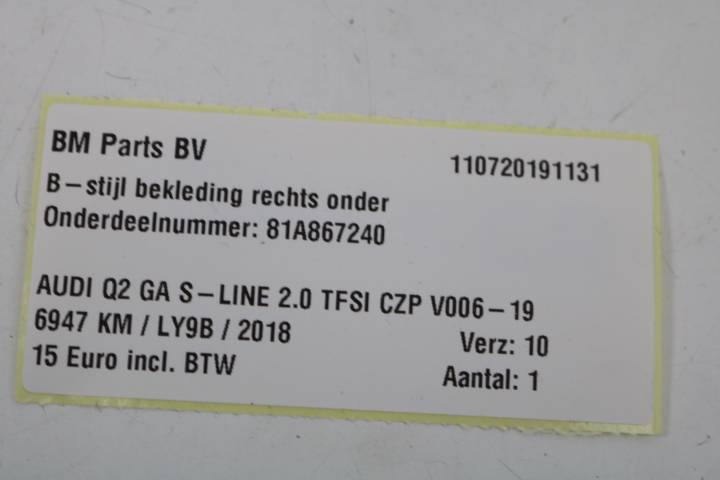 BM Parts BV 110720191131
B-stijl bekleding rechts onder
Onderdeelnummer: 81A867240
AUDI Q2 GA S-LINE 2.0 TFSI CZP V006-19
6947 KM / LY9B / 2018 Verz: 10
15 Euro incl. BTW Aantal: 1